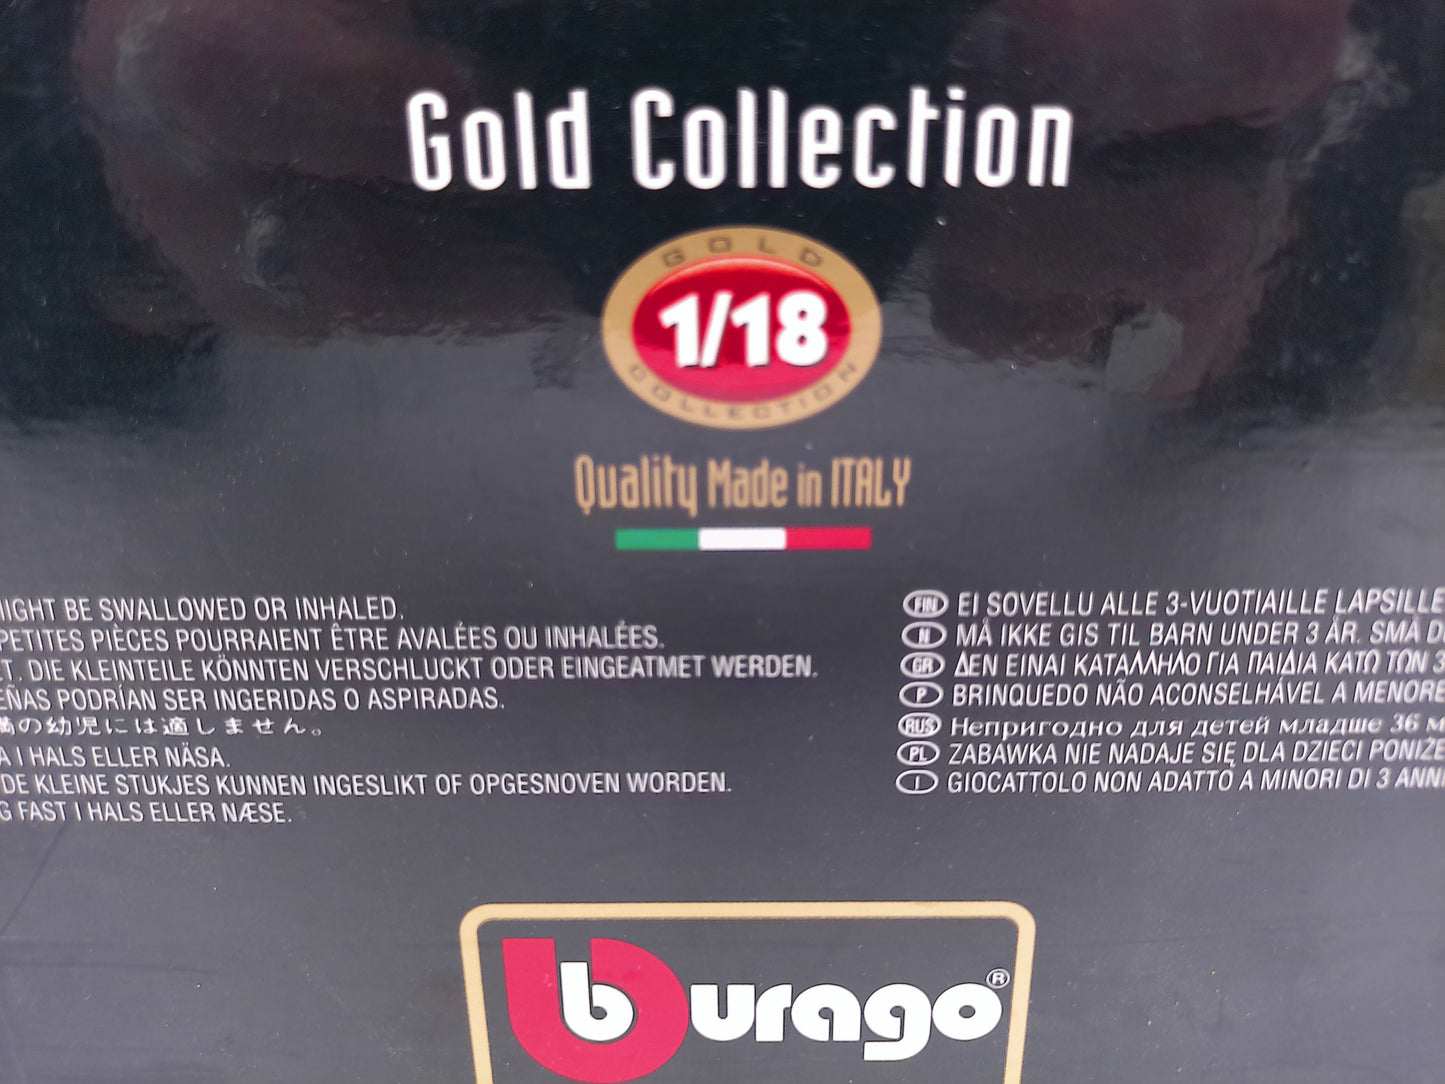 Gold Collection
GOLD
1/18
COLLECTION
Quality Made in ITALY
MIGHT BE SWALLOWED OR INHALED.
PETITES PIÈCES POURRAIENT ÊTRE AVALÉES OU INHALÉES.
T. DIE KLEINTEILE KÖNNTEN VERSCHLUCKT ODER EINGEATMET WERDEN.
EÑAS PODRÍAN SER INGERIDAS O ASPIRADAS.
満の幼児には適しません。
A I HALS ELLER NÄSA.
DE KLEINE STUKJES KUNNEN INGESLIKT OF OPGESNOVEN WORDEN.
G FAST I HALS ELLER NÆSE.
FIN EI SOVELLU ALLE 3-VUOTIAILLE LAPSILLE
N MÅ IKKE GIS TIL BARN UNDER 3 ÅR. SMÅ D
GR ΔΕΝ ΕΙΝΑΙ ΚΑΤΑΛΛΗΛΟ ΓΙΑ ΠΑΙΔΙΑ ΚΑΤΩ ΤΩΝ 3
P BRINQUEDO NÃO ACONSELHÁVEL A MENORE
RUS Непригодно для детей младше 36 м
PL ZABAWKA NIE NADAJE SIĘ DLA DZIECI PONIŻE
I GIOCATTOLO NON ADATTO A MINORI DI 3 ANNI
burago®